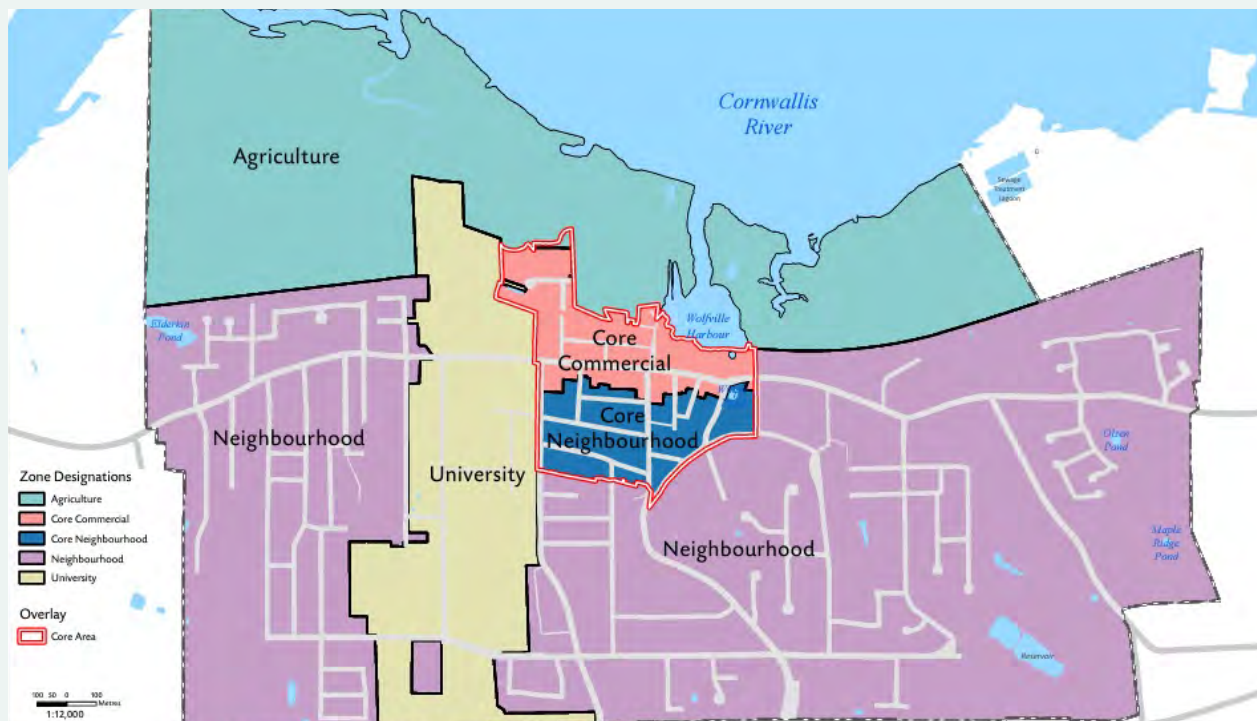 Cornwallis
River
Agriculture
Sewage
Treatment
Lagoon
Elderkin
Pond
Wolfville
Harbour
Core
Commercial
Core
Neighbourhood
Neighbourhood
University
Olsen
Pond
Neighbourhood
Maple
Ridge
Pond
Reservoir
Zone Designations
Agriculture
Core Commercial
Core Neighbourhood
Neighbourhood
University
Overlay
Core Area
100 50 0 100
Metres
1:12,000